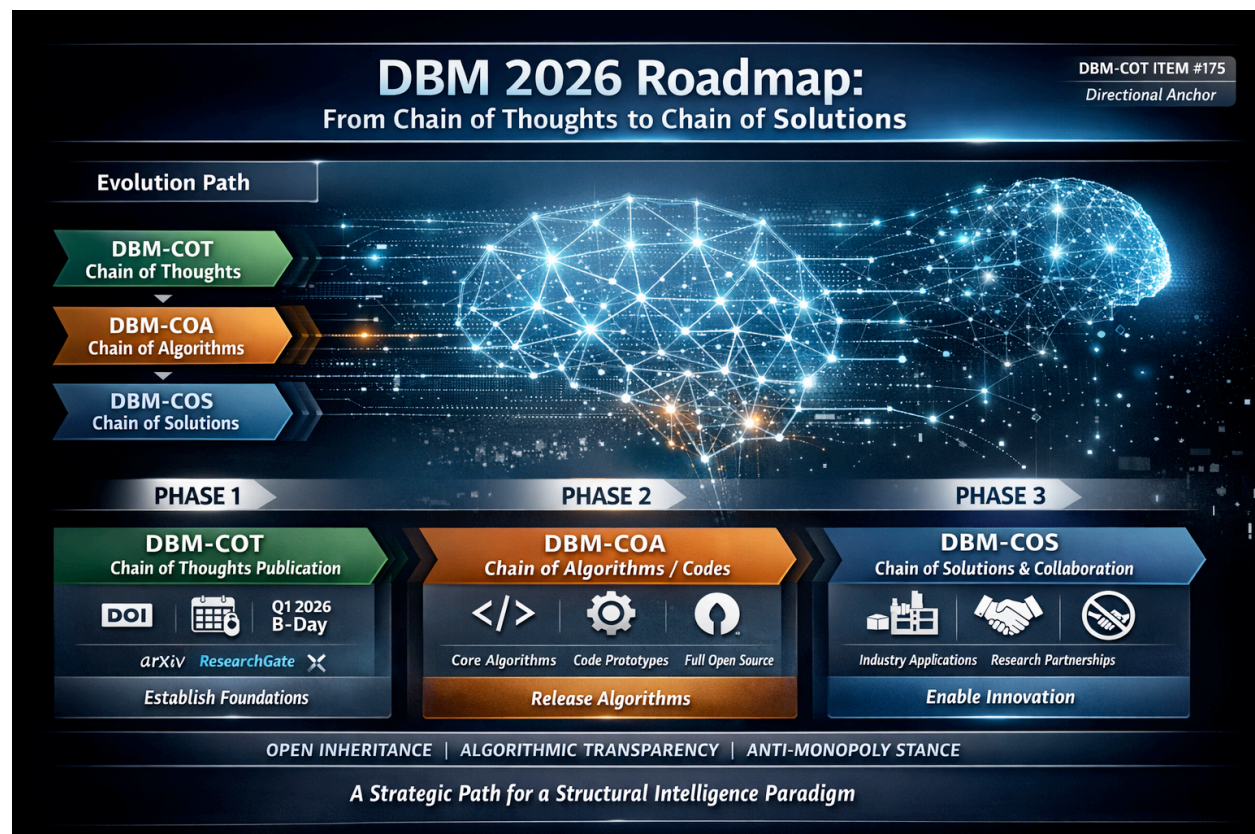 DBM 2026 Roadmap:
From Chain of Thoughts to Chain of Solutions
DBM-COT ITEM #175
Directional Anchor
Evolution Path
DBM-COT
Chain of Thoughts
DBM-COA
Chain of Algorithms
DBM-COS
Chain of Solutions
PHASE 1
PHASE 2
PHASE 3
DBM-COT
Chain of Thoughts Publication
DOI
Q1 2026
B-Day
arXiv ResearchGate
Establish Foundations
DBM-COA
Chain of Algorithms / Codes
</>
Core Algorithms
Code Prototypes
Full Open Source
Release Algorithms
DBM-COS
Chain of Solutions & Collaboration
Industry Applications
Research Partnerships
Enable Innovation
OPEN INHERITANCE | ALGORITHMIC TRANSPARENCY | ANTI-MONOPOLY STANCE
A Strategic Path for a Structural Intelligence Paradigm